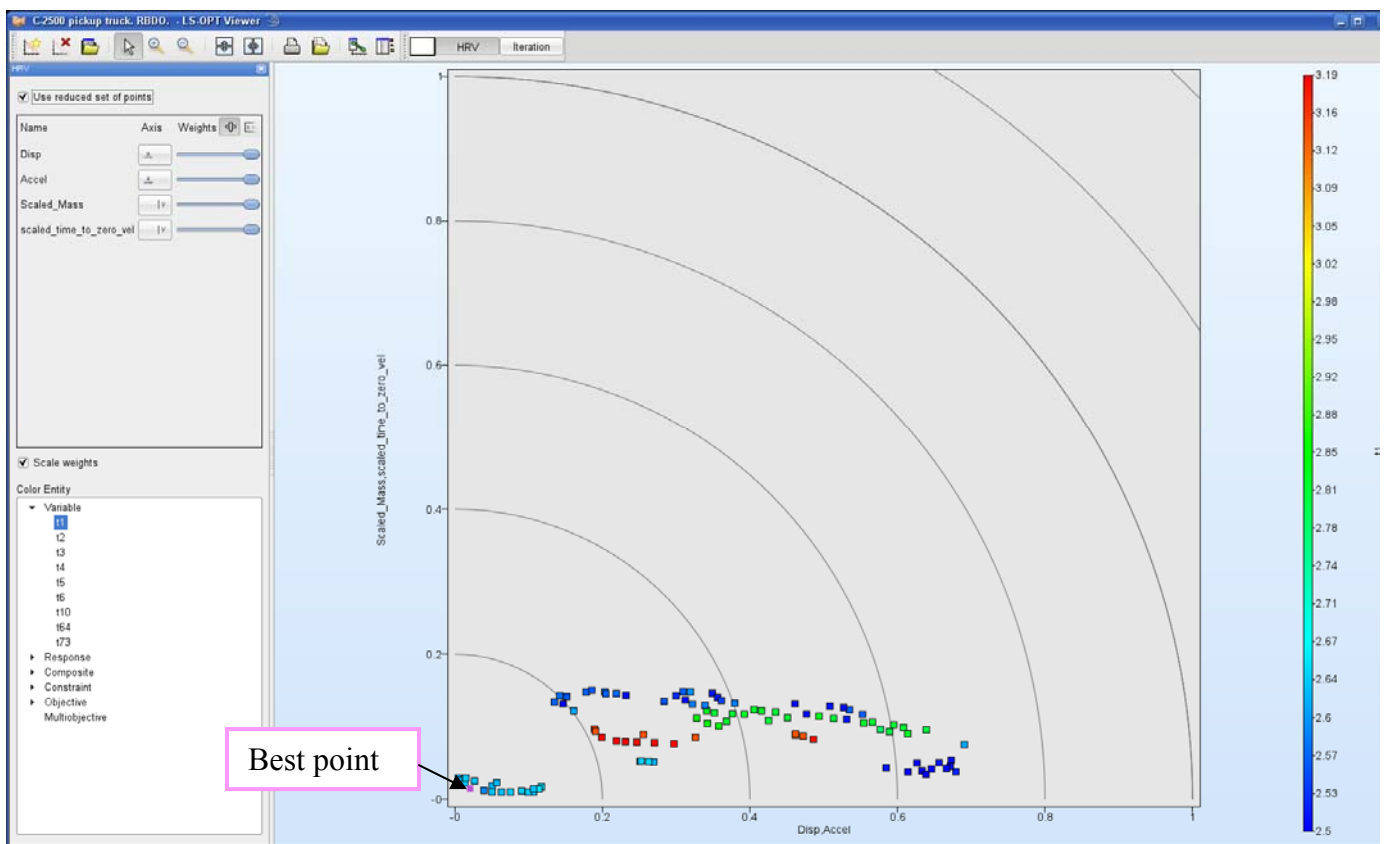 C-2500 pickup truck. RBDO. - LS-OPT Viewer
HRV Iteration
HRV
Use reduced set of points
Name Axis Weights
Disp
Accel
Scaled_Mass
scaled_time_to_zero_vel
Scale weights
Color Entity
Variable
t1
t2
t3
t4
t5
t6
t10
t64
t73
Response
Composite
Constraint
Objective
Multiobjective
Scaled_Mass,scaled_time_to_zero_vel
1
0.8
0.6
0.4
0.2
-0
Best point
-0 0.2 0.4 0.6 0.8 1
Disp,Accel
3.19
3.16
3.12
3.09
3.05
3.02
2.98
2.95
2.92
2.88
2.85
2.81
2.78
2.74
2.71
2.67
2.64
2.6
2.57
2.53
2.5
t1